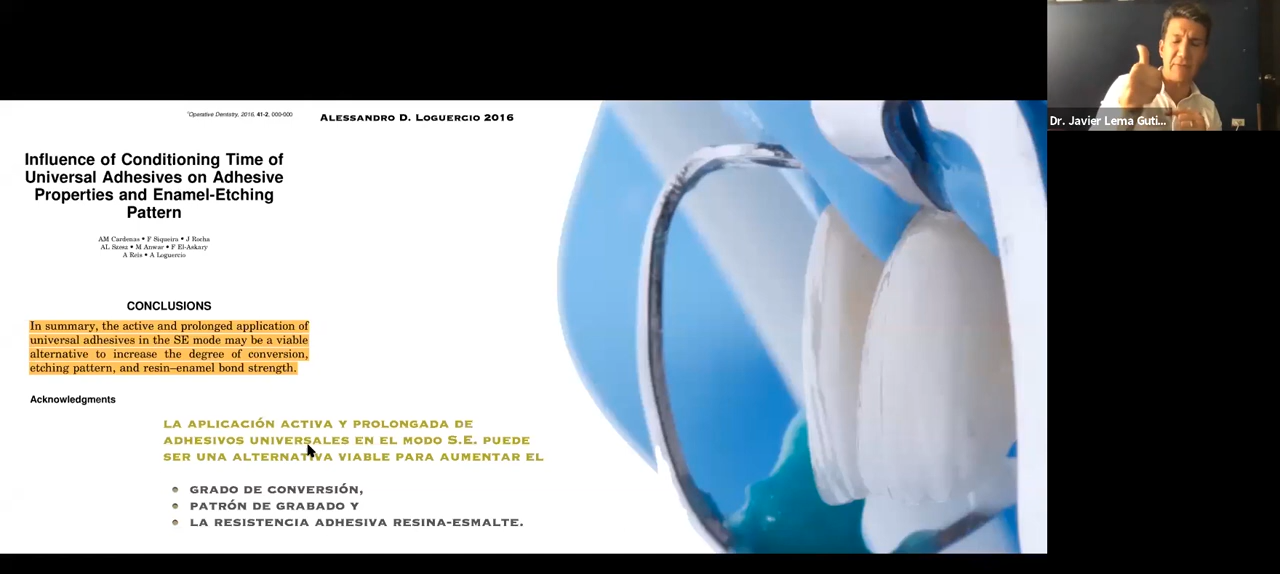 ¹Operative Dentistry, 2016, 41-2, 000-000
Alessandro D. Loguercio 2016
Influence of Conditioning Time of
Universal Adhesives on Adhesive
Properties and Enamel-Etching
Pattern
AM Cardenas • F Siqueira • J Rocha
AL Szesz • M Anwar • F El-Askary
A Reis • A Loguercio
CONCLUSIONS
In summary, the active and prolonged application of
universal adhesives in the SE mode may be a viable
alternative to increase the degree of conversion,
etching pattern, and resin–enamel bond strength.
Acknowledgments
LA APLICACIÓN ACTIVA Y PROLONGADA DE
ADHESIVOS UNIVERSALES EN EL MODO S.E. PUEDE
SER UNA ALTERNATIVA VIABLE PARA AUMENTAR EL
• GRADO DE CONVERSIÓN,
• PATRÓN DE GRABADO Y
• LA RESISTENCIA ADHESIVA RESINA-ESMALTE.
Dr. Javier Lema Guti...